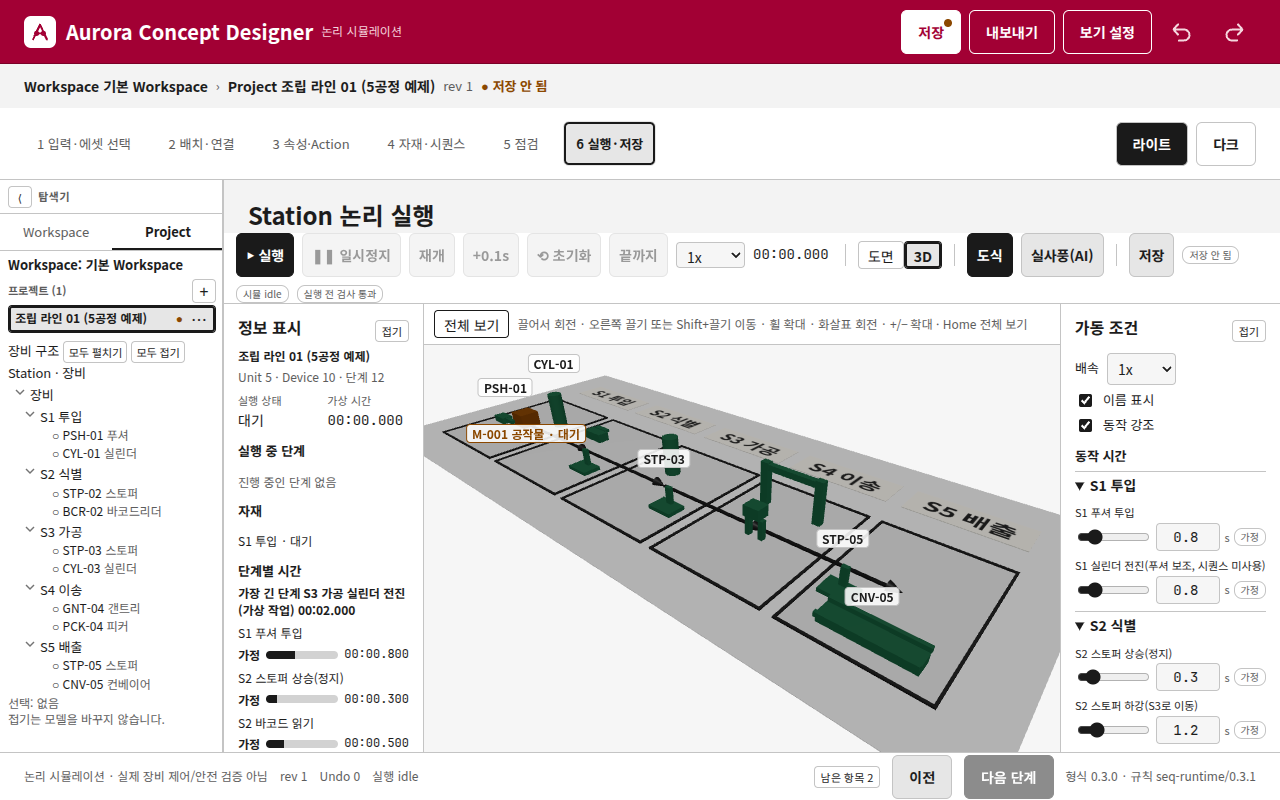 Aurora Concept Designer 논리 시뮬레이션
저장 내보내기 보기 설정
Workspace 기본 Workspace › Project 조립 라인 01 (5공정 예제) rev 1 ● 저장 안 됨
1 입력·에셋 선택 2 배치·연결 3 속성·Action 4 자재·시퀀스 5 점검 6 실행·저장
라이트 다크
⟨ 탐색기
Workspace Project
Workspace: 기본 Workspace
프로젝트 (1) +
조립 라인 01 (5공정 예제) ● ···
장비 구조 모두 펼치기 모두 접기
Station · 장비
장비
S1 투입
○ PSH-01 푸셔
○ CYL-01 실린더
S2 식별
○ STP-02 스토퍼
○ BCR-02 바코드리더
S3 가공
○ STP-03 스토퍼
○ CYL-03 실린더
S4 이송
○ GNT-04 갠트리
○ PCK-04 피커
S5 배출
○ STP-05 스토퍼
○ CNV-05 컨베이어
선택: 없음
접기는 모델을 바꾸지 않습니다.
Station 논리 실행
▶ 실행 ❚❚ 일시정지 재개 +0.1s ⟲ 초기화 끝까지 1x 00:00.000 도면 3D 도식 실사풍(AI) 저장 저장 안 됨
시뮬 idle 실행 전 검사 통과
정보 표시 접기
조립 라인 01 (5공정 예제)
Unit 5 · Device 10 · 단계 12
실행 상태 가상 시간
대기 00:00.000
실행 중 단계
진행 중인 단계 없음
자재
S1 투입 · 대기
단계별 시간
가장 긴 단계 S3 가공 실린더 전진
(가상 작업) 00:02.000
S1 푸셔 투입
가정 00:00.800
S2 스토퍼 상승(정지)
가정 00:00.300
S2 바코드 읽기
가정 00:00.500
전체 보기 끌어서 회전 · 오른쪽 끌기 또는 Shift+끌기 이동 · 휠 확대 · 화살표 회전 · +/− 확대 · Home 전체 보기
CYL-01
PSH-01
S1 투입
S2 식별
M-001 공작물 · 대기
S3 가공
STP-03
S4 이송
S5 배출
STP-05
CNV-05
가동 조건 접기
배속 1x
이름 표시
동작 강조
동작 시간
▼ S1 투입
S1 푸셔 투입
0.8 s 가정
S1 실린더 전진(푸셔 보조, 시퀀스 미사용)
0.8 s 가정
▼ S2 식별
S2 스토퍼 상승(정지)
0.3 s 가정
S2 스토퍼 하강(S3로 이동)
1.2 s 가정
논리 시뮬레이션 · 실제 장비 제어/안전 검증 아님 rev 1 Undo 0 실행 idle
남은 항목 2 이전 다음 단계 형식 0.3.0 · 규칙 seq-runtime/0.3.1